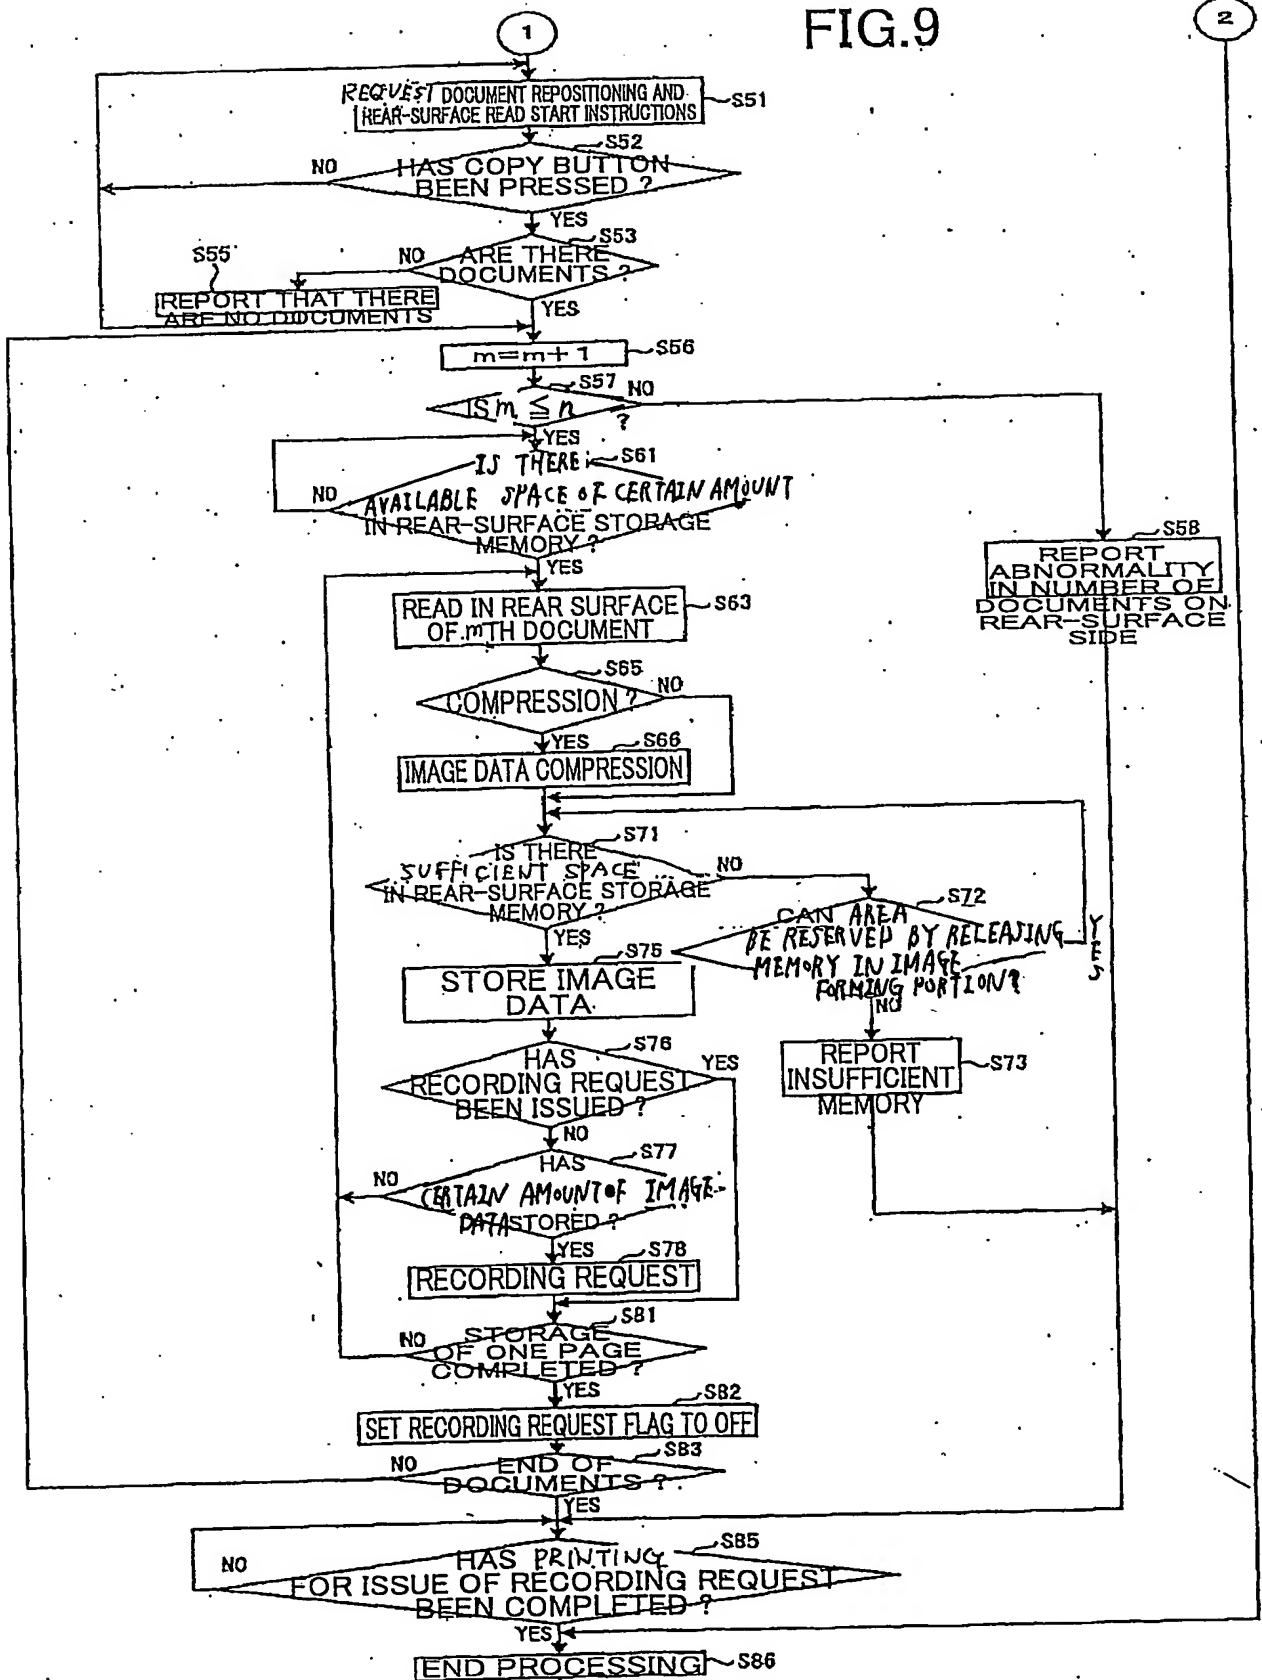 FIG.9
1
2
REQUEST DOCUMENT REPOSITIONING AND
REAR-SURFACE READ START INSTRUCTIONS
S51
S52
NO
HAS COPY BUTTON
BEEN PRESSED ?
YES
S53
S55
NO
ARE THERE
DOCUMENTS ?
REPORT THAT THERE
ARE NO DOCUMENTS
YES
m=m+1
S56
S57
NO
IS m ≦ n
?
YES
S61
IS THERE
NO
AVAILABLE SPACE OF CERTAIN AMOUNT
IN REAR-SURFACE STORAGE
MEMORY ?
YES
S58
REPORT
ABNORMALITY
IN NUMBER OF
DOCUMENTS ON
REAR-SURFACE
SIDE
READ IN REAR SURFACE
OF mTH DOCUMENT
S63
S65
COMPRESSION ?
NO
YES
S66
IMAGE DATA COMPRESSION
S71
IS THERE
SUFFICIENT SPACE
IN REAR-SURFACE STORAGE
MEMORY ?
NO
YES
S72
CAN AREA
BE RESERVED BY RELEASING
MEMORY IN IMAGE
FORMING PORTION?
YES
NO
S75
STORE IMAGE
DATA
REPORT
INSUFFICIENT
MEMORY
S73
S76
HAS
RECORDING REQUEST
BEEN ISSUED ?
YES
NO
S77
HAS
NO
CERTAIN AMOUNT OF IMAGE
DATA STORED ?
YES
S78
RECORDING REQUEST
S81
NO
STORAGE
OF ONE PAGE
COMPLETED ?
YES
S82
SET RECORDING REQUEST FLAG TO OFF
S83
NO
END OF
DOCUMENTS ?
YES
S85
NO
HAS PRINTING
FOR ISSUE OF RECORDING REQUEST
BEEN COMPLETED ?
YES
END PROCESSING
S86